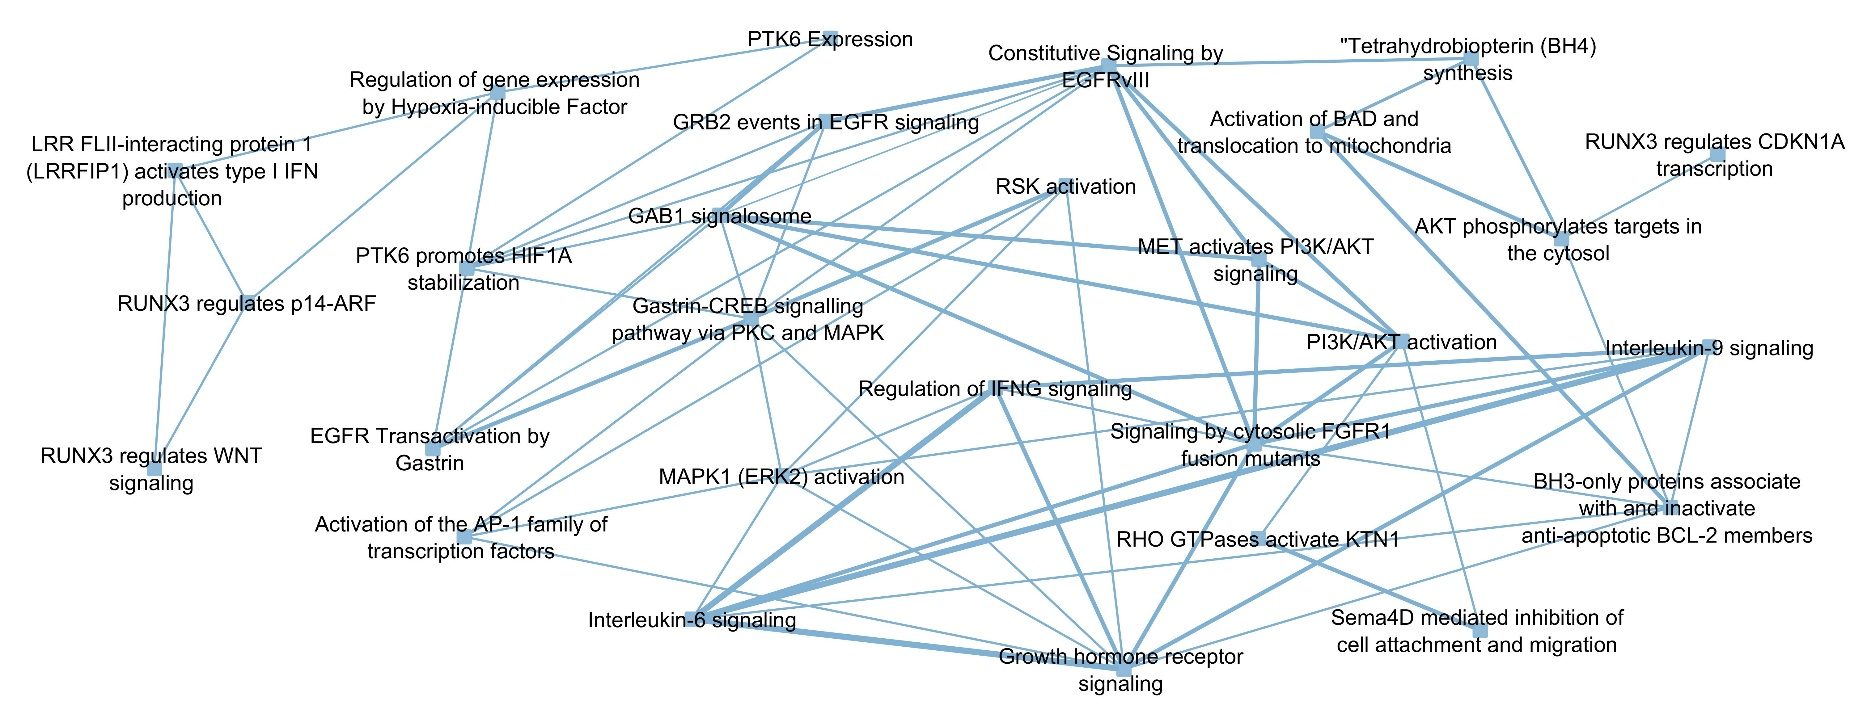 PTK6 Expression
Constitutive Signaling by
EGFRvIII
"Tetrahydrobiopterin (BH4)
synthesis
Regulation of gene expression
by Hypoxia-inducible Factor
GRB2 events in EGFR signaling
Activation of BAD and
translocation to mitochondria
RUNX3 regulates CDKN1A
transcription
LRR FLII-interacting protein 1
(LRRFIP1) activates type I IFN
production
RSK activation
GAB1 signalosome
AKT phosphorylates targets in
the cytosol
MET activates PI3K/AKT
signaling
PTK6 promotes HIF1A
stabilization
RUNX3 regulates p14-ARF
Gastrin-CREB signalling
pathway via PKC and MAPK
PI3K/AKT activation
Interleukin-9 signaling
Regulation of IFNG signaling
EGFR Transactivation by
Gastrin
Signaling by cytosolic FGFR1
fusion mutants
RUNX3 regulates WNT
signaling
MAPK1 (ERK2) activation
BH3-only proteins associate
with and inactivate
anti-apoptotic BCL-2 members
Activation of the AP-1 family of
transcription factors
RHO GTPases activate KTN1
Interleukin-6 signaling
Sema4D mediated inhibition of
cell attachment and migration
Growth hormone receptor
signaling